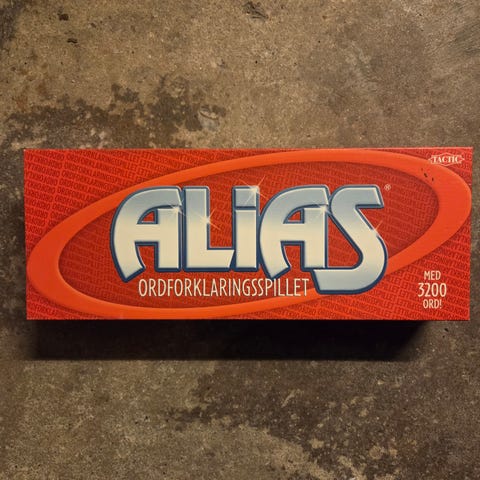 TACTIC
ALiAS®
ORDFORKLARINGSSPILLET
MED
3200
ORD!